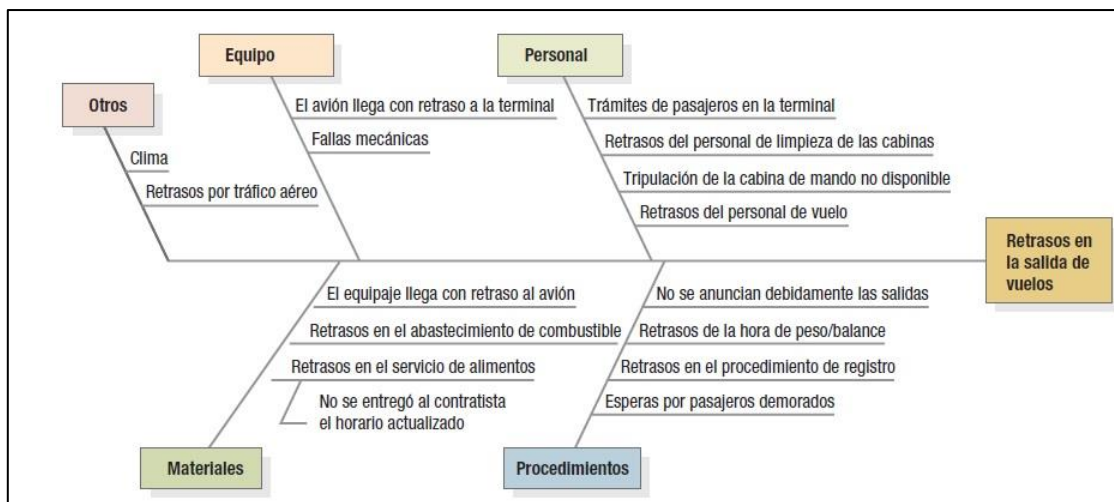 Equipo
Personal
Otros
El avión llega con retraso a la terminal
Fallas mecánicas
Trámites de pasajeros en la terminal
Retrasos del personal de limpieza de las cabinas
Tripulación de la cabina de mando no disponible
Retrasos del personal de vuelo
Clima
Retrasos por tráfico aéreo
Retrasos en
la salida de
vuelos
El equipaje llega con retraso al avión
Retrasos en el abastecimiento de combustible
Retrasos en el servicio de alimentos
No se entregó al contratista
el horario actualizado
No se anuncian debidamente las salidas
Retrasos de la hora de peso/balance
Retrasos en el procedimiento de registro
Esperas por pasajeros demorados
Materiales
Procedimientos